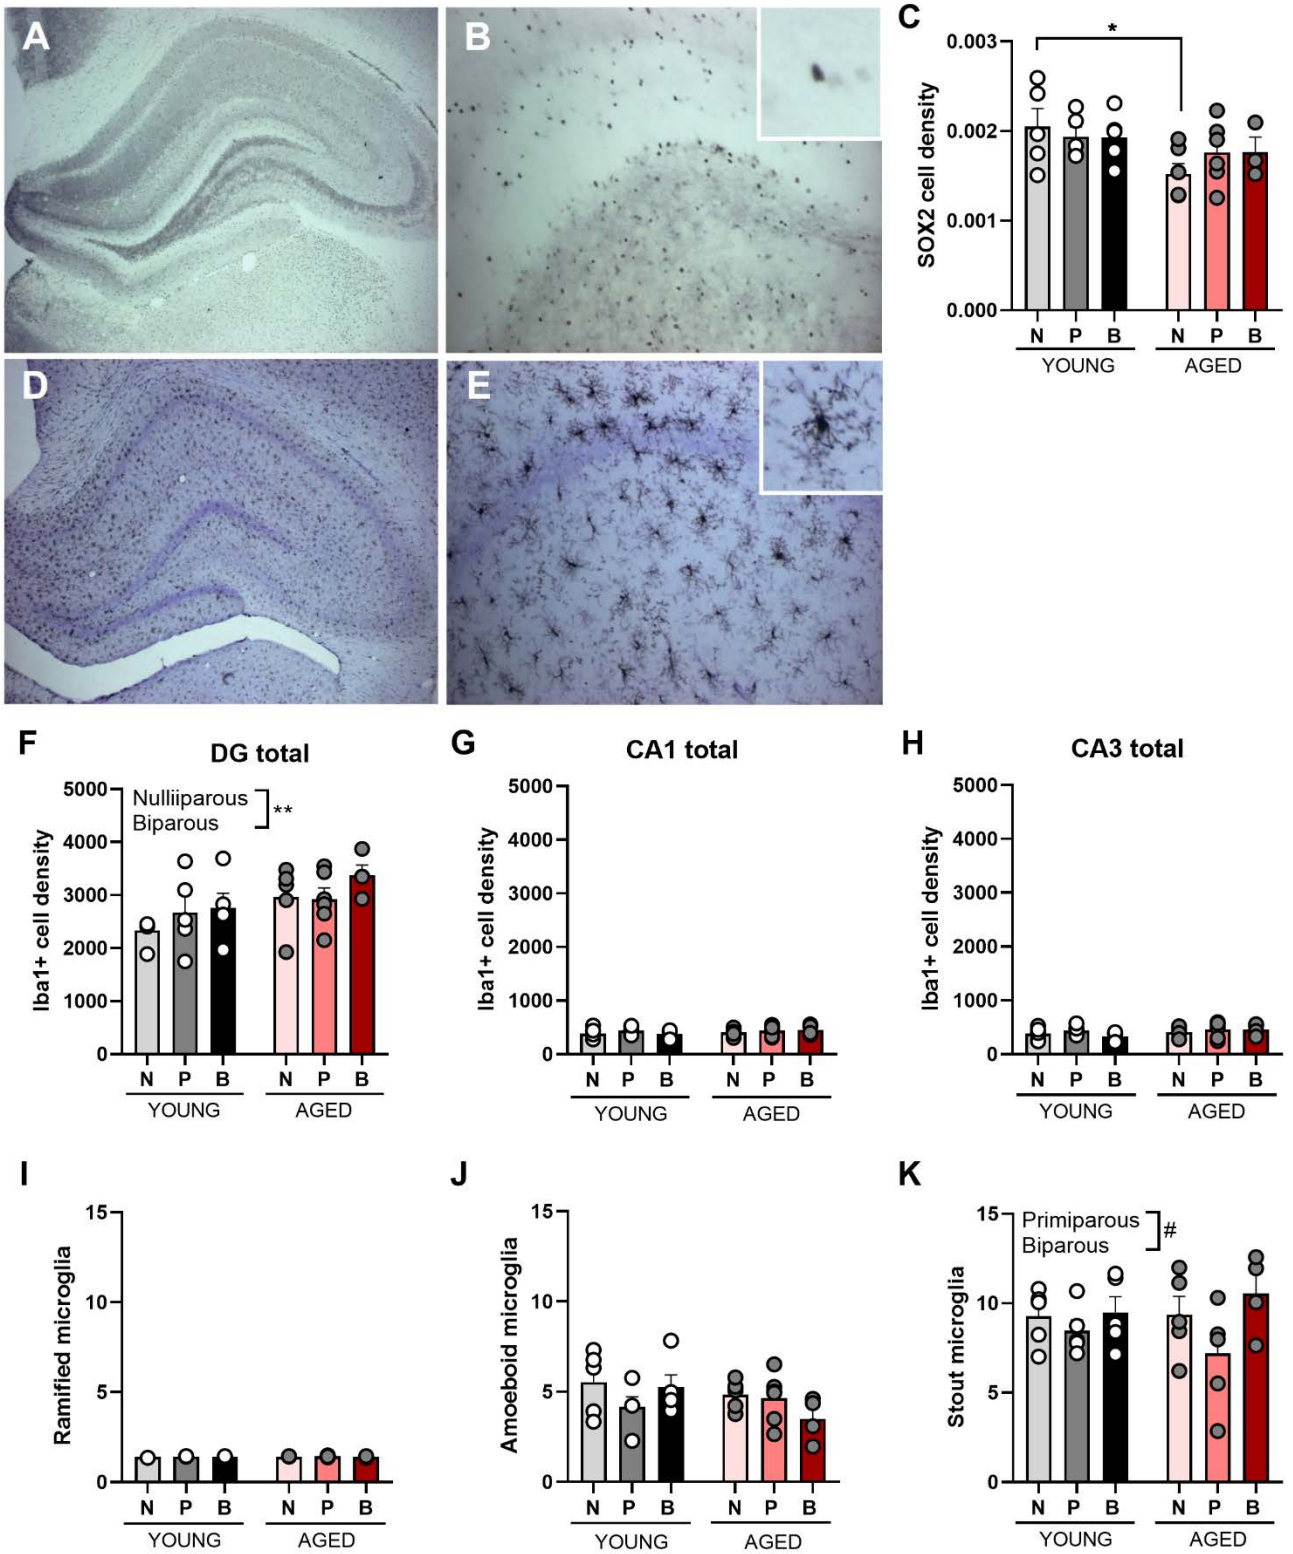 A
B
C
*
0.003
0.002
0.001
0.000
SOX2 cell density
N P B N P B
YOUNG AGED
D
E
F
DG total
5000
4000
3000
2000
1000
0
Iba1+ cell density
Nulliiparous
Biparous
**
N P B N P B
YOUNG AGED
G
CA1 total
5000
4000
3000
2000
1000
0
Iba1+ cell density
N P B N P B
YOUNG AGED
H
CA3 total
5000
4000
3000
2000
1000
0
Iba1+ cell density
N P B N P B
YOUNG AGED
I
15
10
5
0
Ramified microglia
N P B N P B
YOUNG AGED
J
15
10
5
0
Amoeboid microglia
N P B N P B
YOUNG AGED
K
15
10
5
0
Stout microglia
Primiparous
Biparous
#
N P B N P B
YOUNG AGED